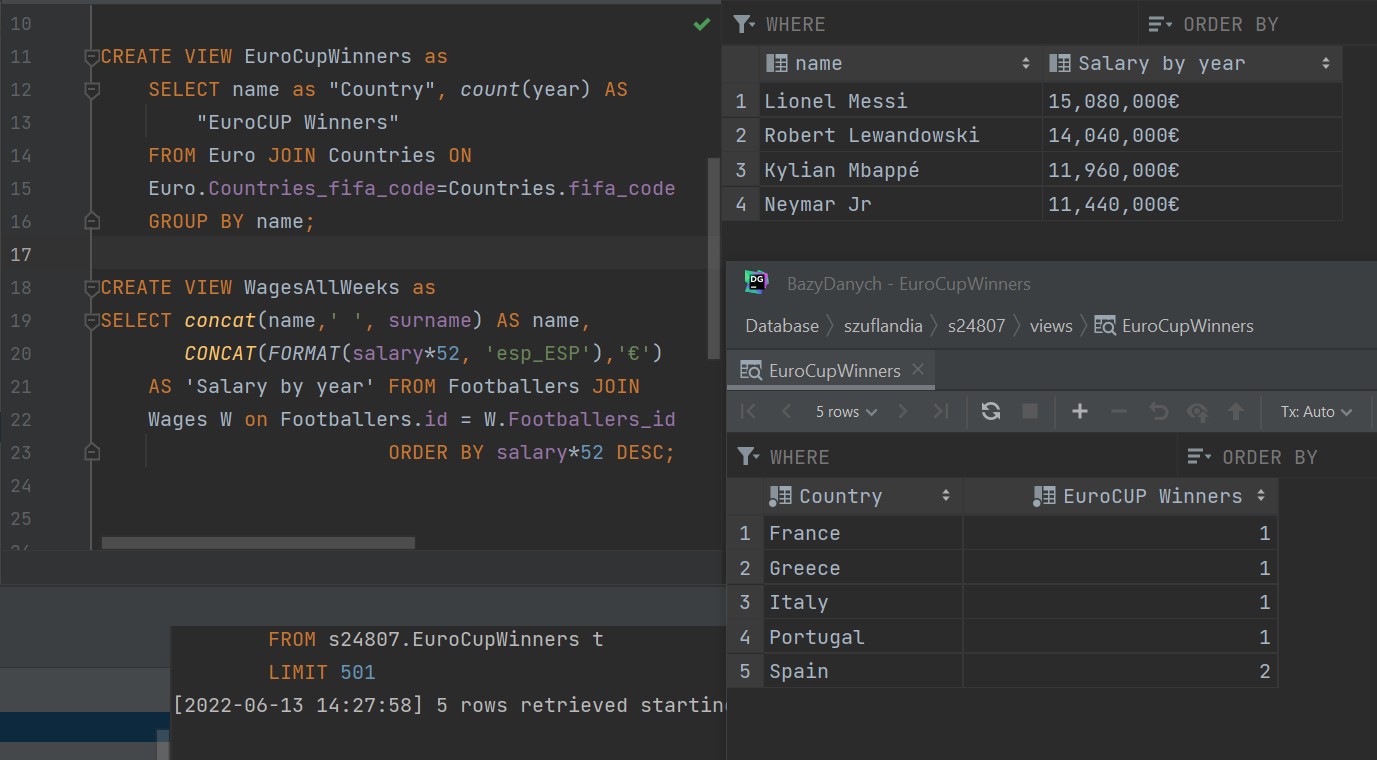 10
11 CREATE VIEW EuroCupWinners as
12 SELECT name as "Country", count(year) AS
13 "EuroCUP Winners"
14 FROM Euro JOIN Countries ON
15 Euro.Countries_fifa_code=Countries.fifa_code
16 GROUP BY name;
17
18 CREATE VIEW WagesAllWeeks as
19 SELECT concat(name,' ', surname) AS name,
20 CONCAT(FORMAT(salary*52, 'esp_ESP'),'€')
21 AS 'Salary by year' FROM Footballers JOIN
22 Wages W on Footballers.id = W.Footballers_id
23 ORDER BY salary*52 DESC;
24
25
FROM s24807.EuroCupWinners t
LIMIT 501
[2022-06-13 14:27:58] 5 rows retrieved starting
WHERE ORDER BY
name Salary by year
1 Lionel Messi 15,080,000€
2 Robert Lewandowski 14,040,000€
3 Kylian Mbappé 11,960,000€
4 Neymar Jr 11,440,000€
DG BazyDanych - EuroCupWinners
Database szuflandia s24807 views EuroCupWinners
EuroCupWinners
5 rows Tx: Auto
WHERE ORDER BY
Country EuroCUP Winners
1 France 1
2 Greece 1
3 Italy 1
4 Portugal 1
5 Spain 2